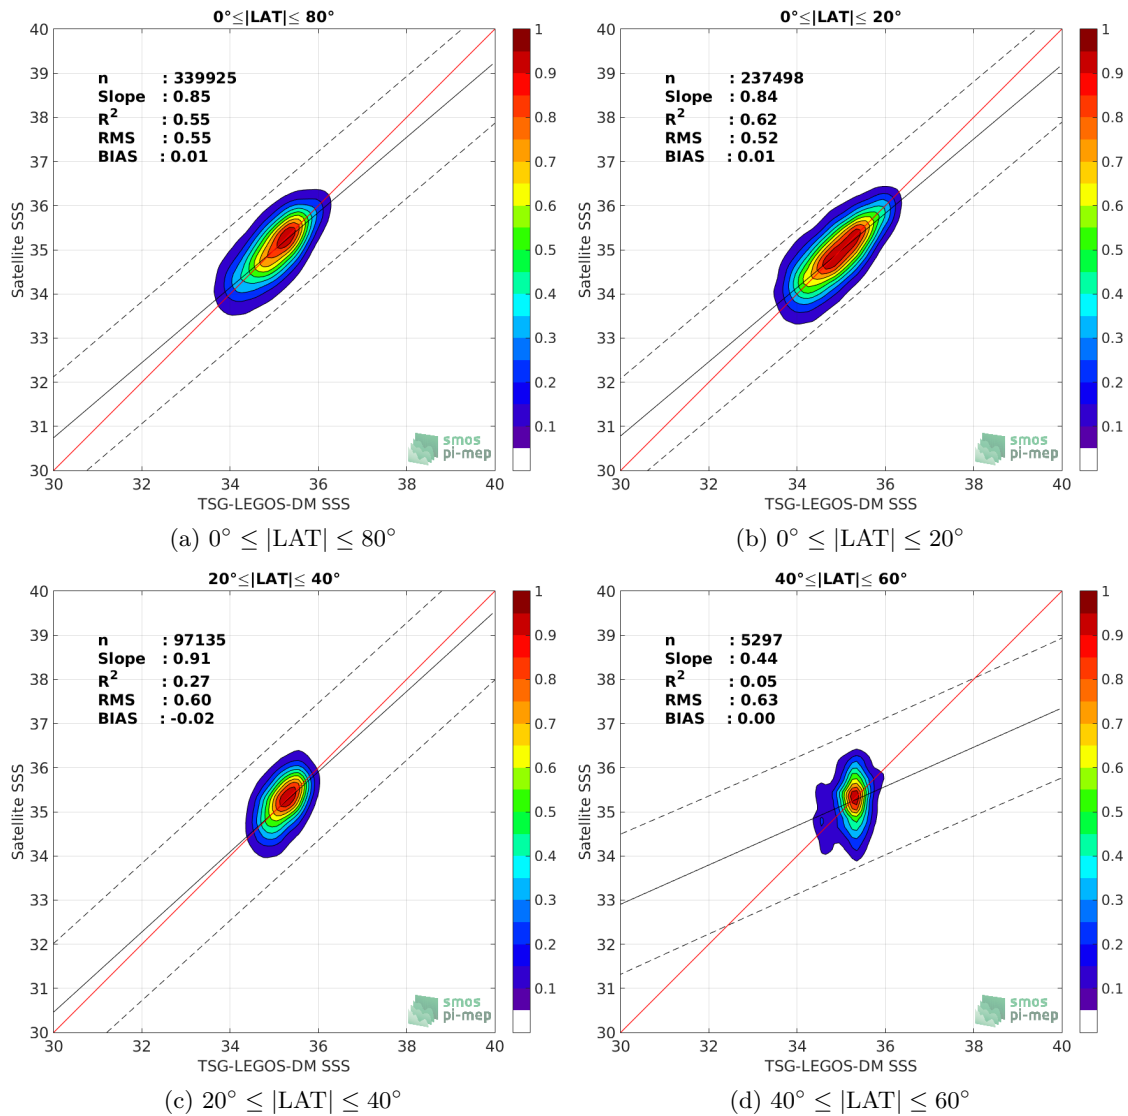 0°≤|LAT|≤ 80°
n : 339925
Slope : 0.85
R2 : 0.55
RMS : 0.55
BIAS : 0.01
40
39
38
37
36
35
34
33
32
31
30
Satellite SSS
30 32 34 36 38 40
TSG-LEGOS-DM SSS
1
0.9
0.8
0.7
0.6
0.5
0.4
0.3
0.2
0.1
smos
pi-mep
(a) 0° ≤ |LAT| ≤ 80°
0°≤|LAT|≤ 20°
n : 237498
Slope : 0.84
R2 : 0.62
RMS : 0.52
BIAS : 0.01
40
39
38
37
36
35
34
33
32
31
30
Satellite SSS
30 32 34 36 38 40
TSG-LEGOS-DM SSS
1
0.9
0.8
0.7
0.6
0.5
0.4
0.3
0.2
0.1
smos
pi-mep
(b) 0° ≤ |LAT| ≤ 20°
20°≤|LAT|≤ 40°
n : 97135
Slope : 0.91
R2 : 0.27
RMS : 0.60
BIAS : -0.02
40
39
38
37
36
35
34
33
32
31
30
Satellite SSS
30 32 34 36 38 40
TSG-LEGOS-DM SSS
1
0.9
0.8
0.7
0.6
0.5
0.4
0.3
0.2
0.1
smos
pi-mep
(c) 20° ≤ |LAT| ≤ 40°
40°≤|LAT|≤ 60°
n : 5297
Slope : 0.44
R2 : 0.05
RMS : 0.63
BIAS : 0.00
40
39
38
37
36
35
34
33
32
31
30
Satellite SSS
30 32 34 36 38 40
TSG-LEGOS-DM SSS
1
0.9
0.8
0.7
0.6
0.5
0.4
0.3
0.2
0.1
smos
pi-mep
(d) 40° ≤ |LAT| ≤ 60°